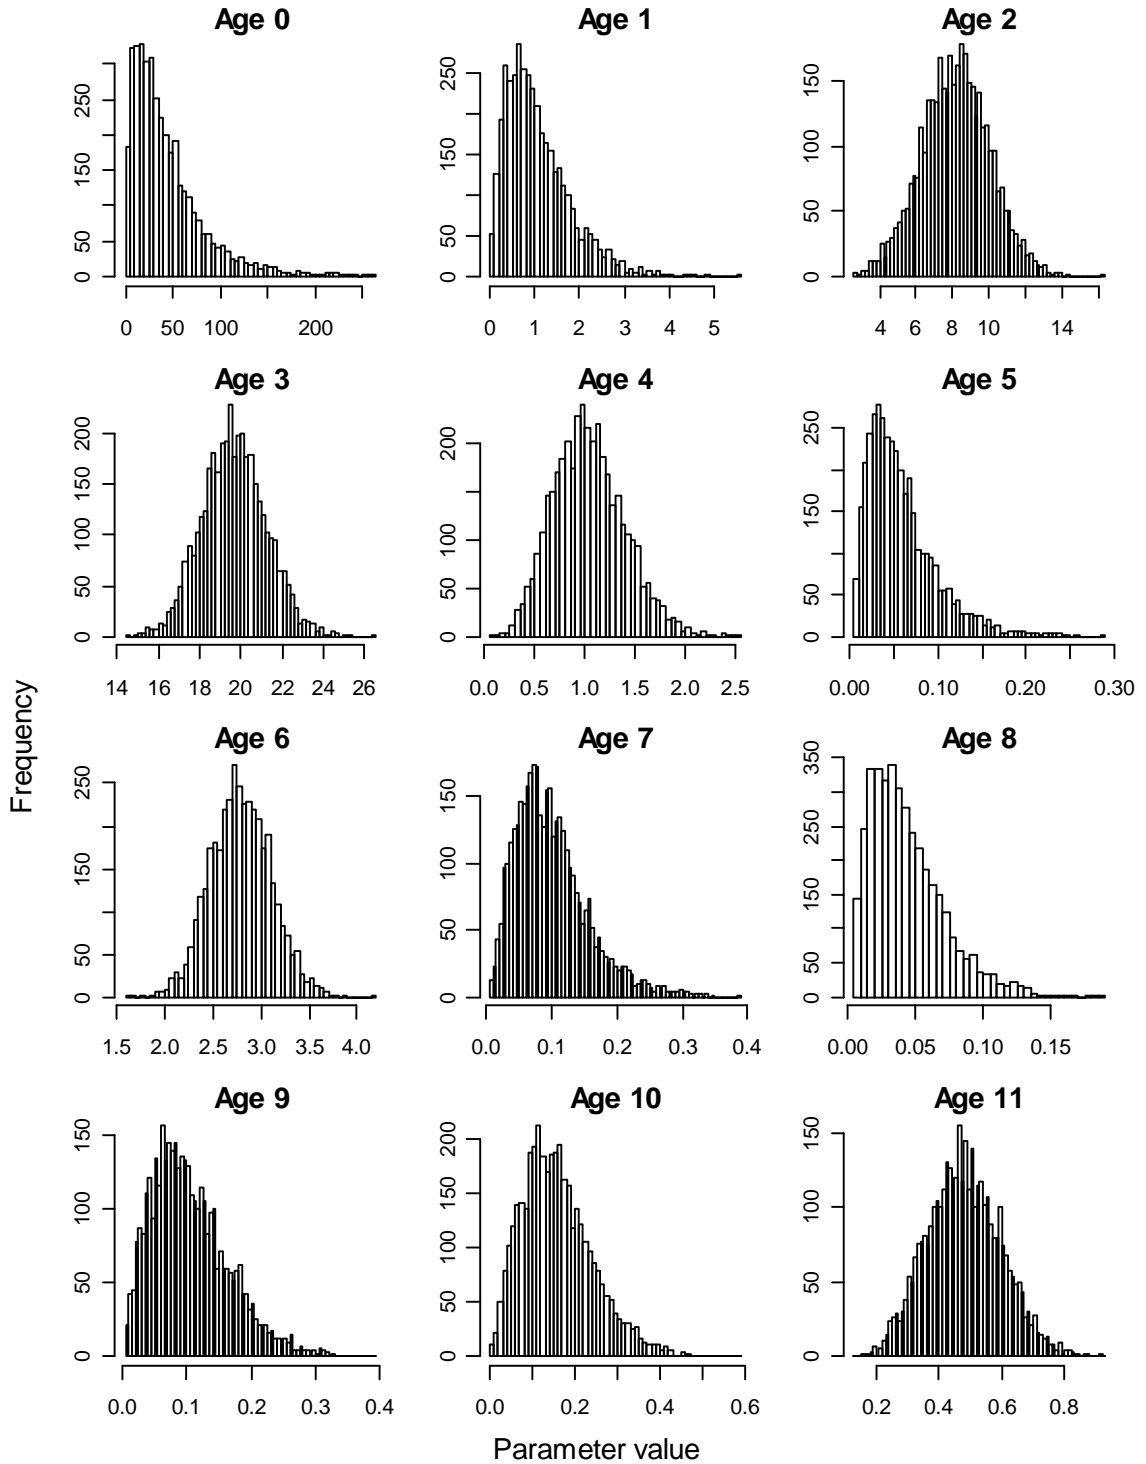 Age 0
Age 1
Age 2
0 50 150 250
0 50 150 250
0 50 100 150
0 50 100 200
0 1 2 3 4 5
4 6 8 10 14
Age 3
Age 4
Age 5
0 50 100 150 200
0 50 100 200
0 50 150 250
14 16 18 20 22 24 26
0.0 0.5 1.0 1.5 2.0 2.5
0.00 0.10 0.20 0.30
Frequency
Age 6
Age 7
Age 8
0 50 150 250
0 50 100 150
0 50 150 250 350
1.5 2.0 2.5 3.0 3.5 4.0
0.0 0.1 0.2 0.3 0.4
0.00 0.05 0.10 0.15
Age 9
Age 10
Age 11
0 50 100 150
0 50 100 150 200
0 50 100 150
0.0 0.1 0.2 0.3 0.4
0.0 0.2 0.4 0.6
0.2 0.4 0.6 0.8
Parameter value